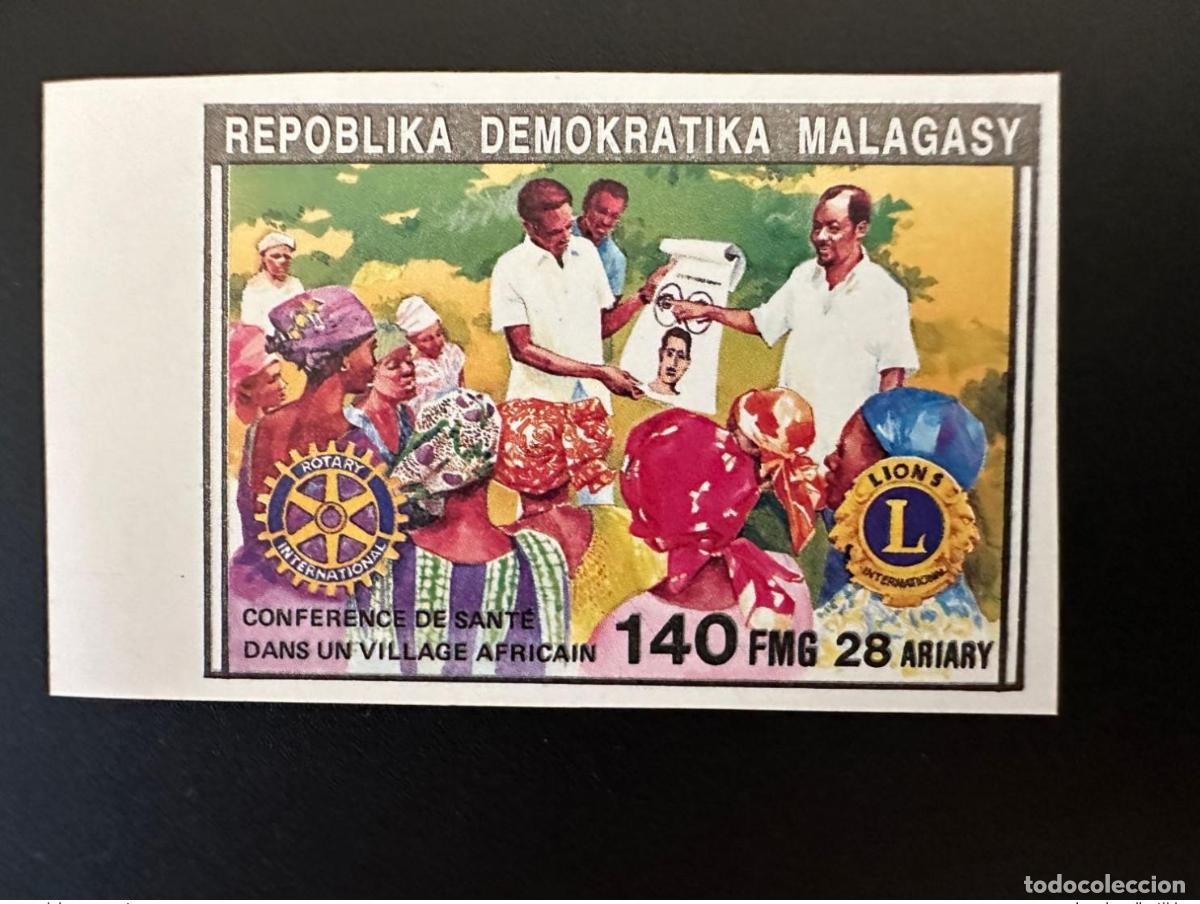 REPOBLIKA DEMOKRATIKA MALAGASY
ROTARY
INTERNATIONAL
LIONS
L
INTERNATIONAL
CONFERENCE DE SANTÉ
DANS UN VILLAGE AFRICAIN
140 FMG 28 ARIARY
todocoleccion